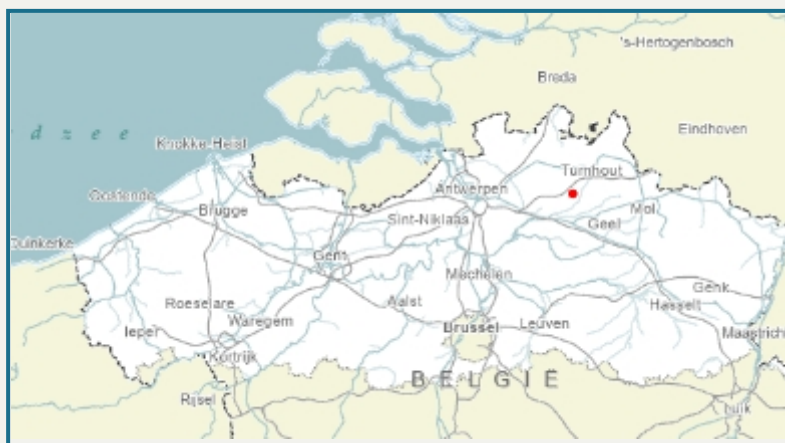 's-Hertogenbosch
Breda
d z e e
Eindhoven
Knokke-Heist
Turnhout
Oostende
Antwerpen
Brugge
Sint-Niklaas
Mol
Geel
Duinkerke
Gent
Mechelen
Genk
Roeselare
Aalst
Hasselt
Ieper
Waregem
Brussel
Leuven
Maastrich
Kortrijk
BELGIË
Rijsel
Luik